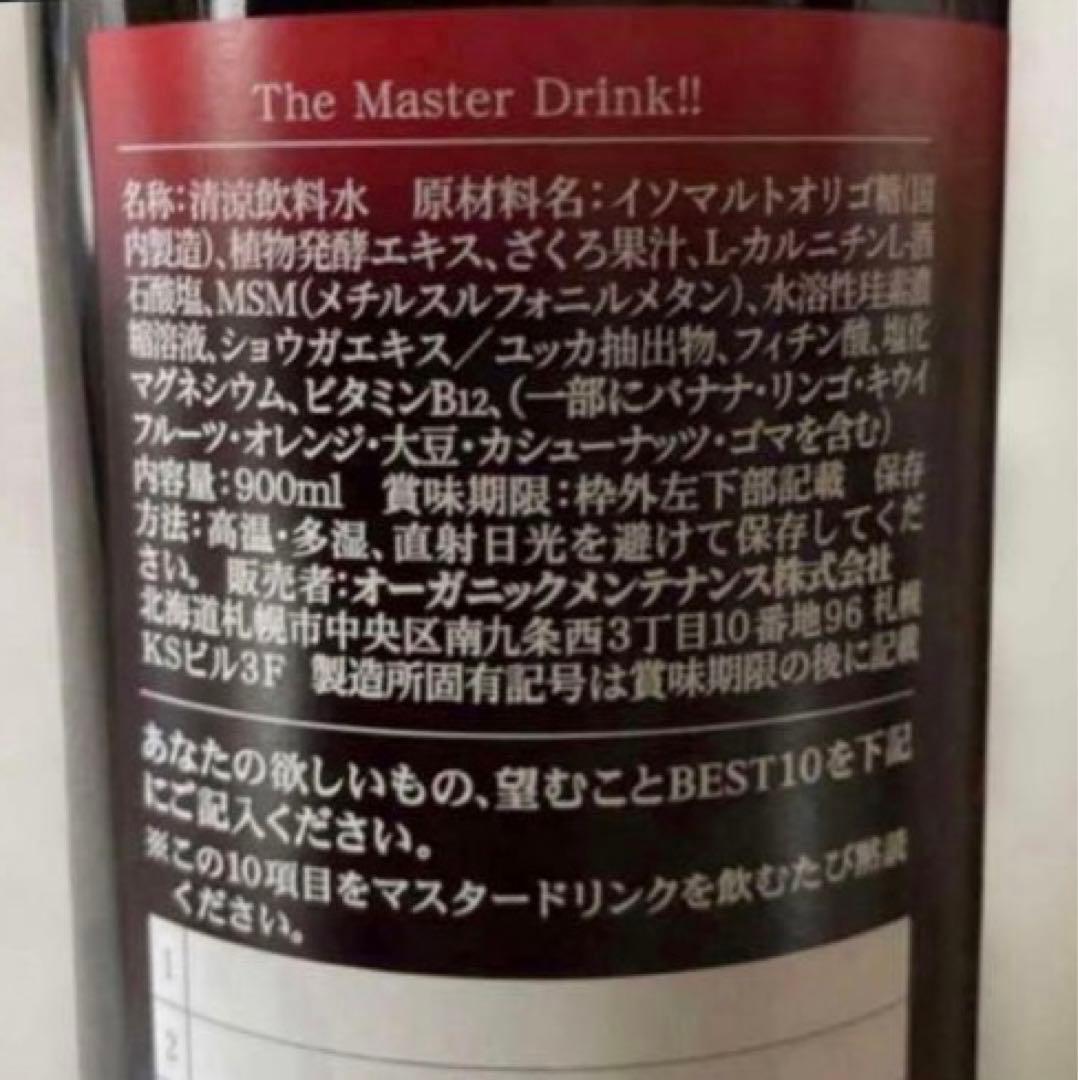 The Master Drink!!
名称：清涼飲料水　原材料名：イソマルトオリゴ糖（国
内製造）、植物発酵エキス、ざくろ果汁、L-カルニチンL-酒
石酸塩、MSM（メチルスルフォニルメタン）、水溶性珪素濃
縮溶液、ショウガエキス／ユッカ抽出物、フィチン酸、塩化
マグネシウム、ビタミンB12、（一部にバナナ・リンゴ・キウイ
フルーツ・オレンジ・大豆・カシューナッツ・ゴマを含む）
内容量：900ml　賞味期限：枠外左下部記載　保存
方法：高温・多湿、直射日光を避けて保存してくだ
さい。　販売者：オーガニックメンテナンス株式会社
北海道札幌市中央区南九条西3丁目10番地96 札幌
KSビル3F　製造所固有記号は賞味期限の後に記載
あなたの欲しいもの、望むことBEST10を下記
にご記入ください。
※この10項目をマスタードリンクを飲むたび黙読
ください。
1
2